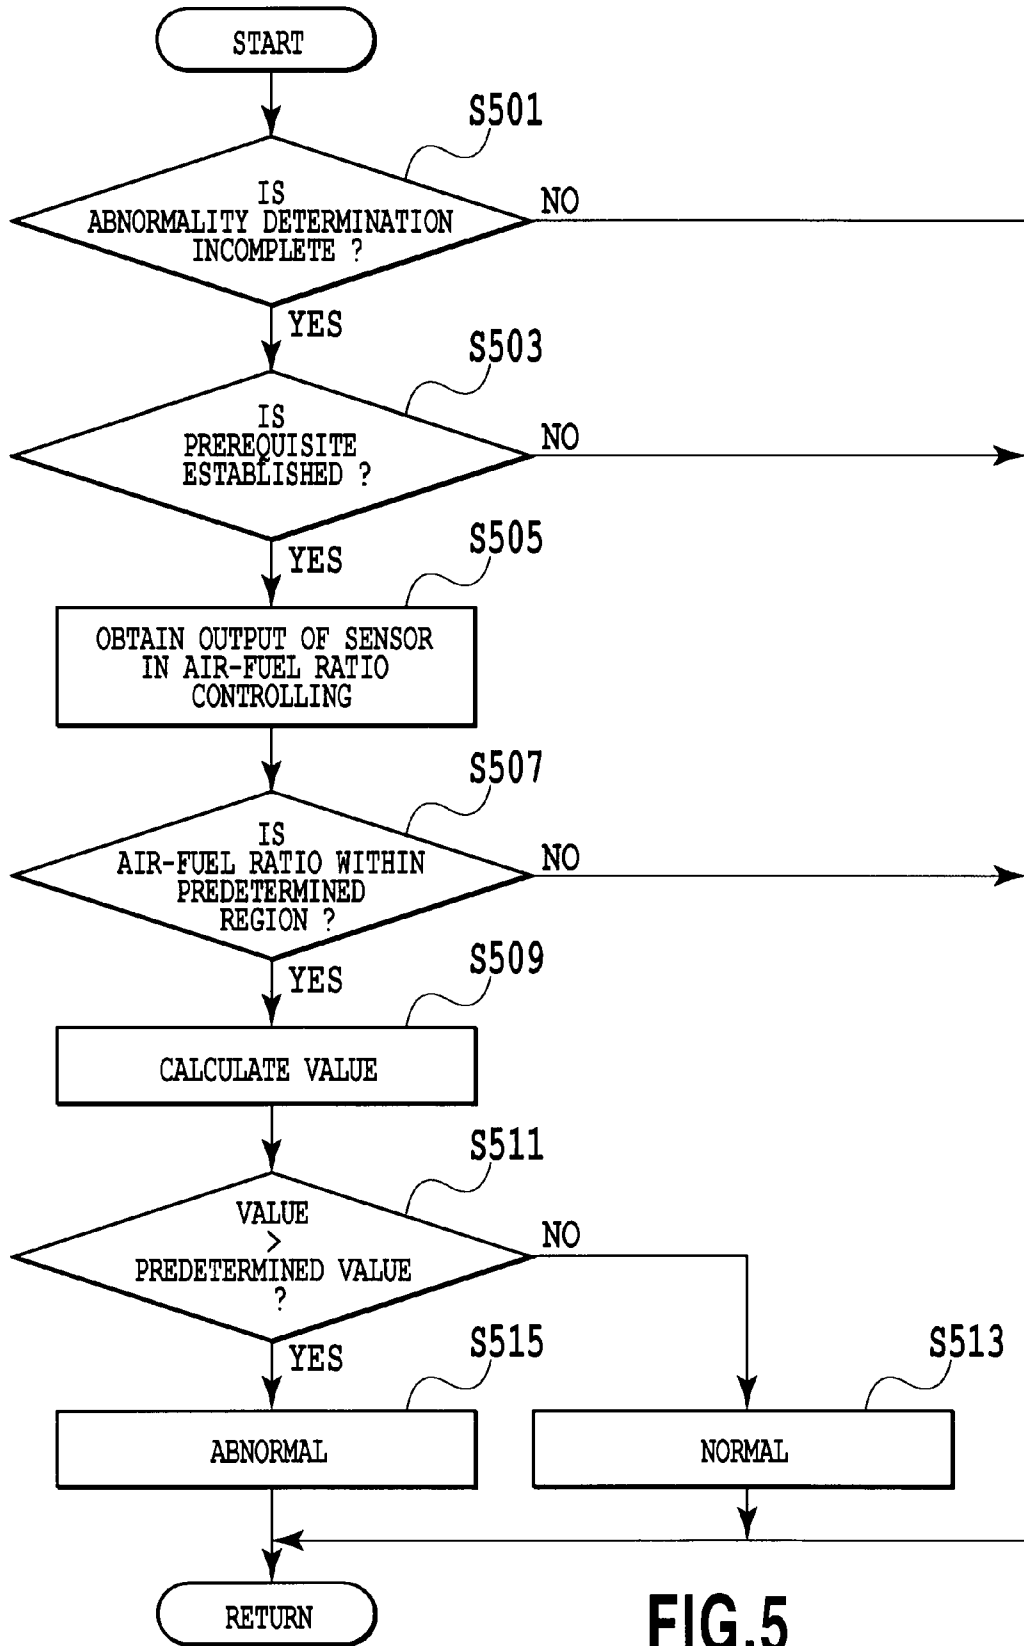 START
S501
IS
ABNORMALITY DETERMINATION
INCOMPLETE ?
NO
YES
S503
IS
PREREQUISITE
ESTABLISHED ?
NO
YES
S505
OBTAIN OUTPUT OF SENSOR
IN AIR-FUEL RATIO
CONTROLLING
S507
IS
AIR-FUEL RATIO WITHIN
PREDETERMINED
REGION ?
NO
YES
S509
CALCULATE VALUE
S511
VALUE
>
PREDETERMINED VALUE
?
NO
YES
S515
S513
ABNORMAL
NORMAL
RETURN
FIG.5